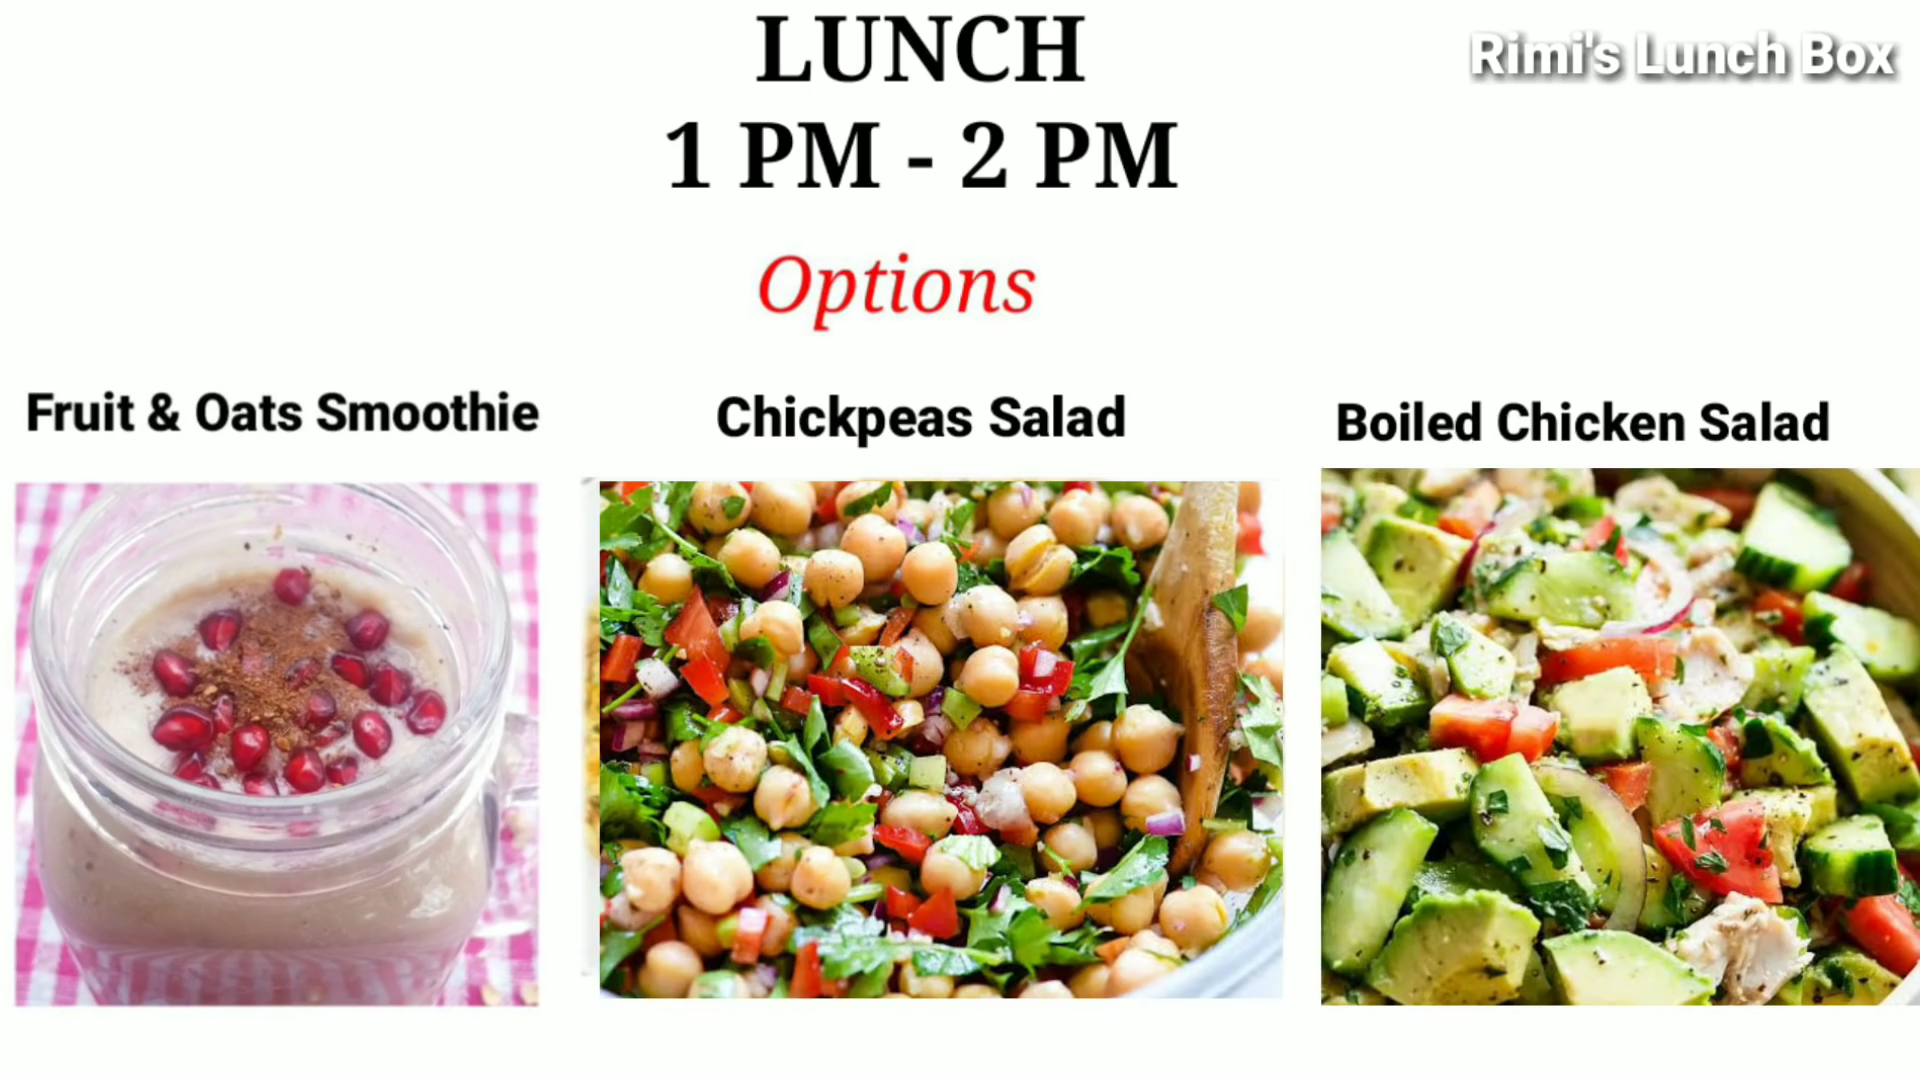 LUNCH
1 PM - 2 PM
Rimi's Lunch Box
Options
Fruit & Oats Smoothie
Chickpeas Salad
Boiled Chicken Salad